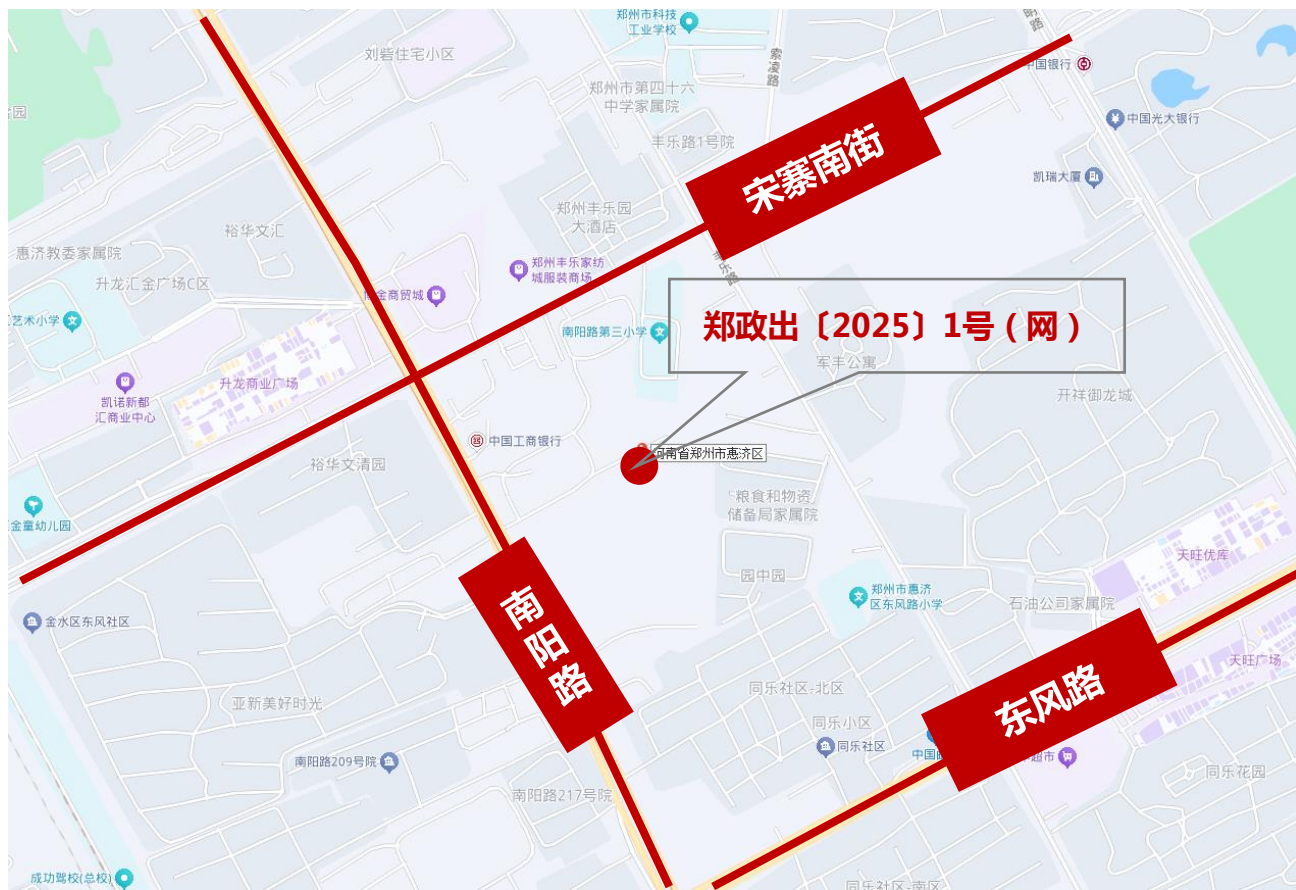 郑州市科技
工业学校
刘砦住宅小区
索凌路
中国银行
郑州市第四十六
中学家属院
中国光大银行
丰乐路1号院
宋寨南街
凯瑞大厦
郑州丰乐园
大酒店
裕华文汇
惠济教委家属院
升龙汇金广场C区
郑州丰乐家纺
城服装商场
丰乐路
金商贸城
艺术小学
南阳路第三小学
郑政出〔2025〕1号（网）
军丰公寓
升龙商业广场
凯诺新都
汇商业中心
开祥御龙城
中国工商银行
河南省郑州市惠济区
裕华文清园
粮食和物资
储备局家属院
金童幼儿园
天旺优库
园中园
郑州市惠济
区东风路小学
石油公司家属院
南阳路
金水区东风社区
天旺广场
同乐社区-北区
东风路
亚新美好时光
同乐小区
同乐社区
中国
超市
南阳路209号院
同乐花园
南阳路217号院
成功驾校(总校)
同乐社区-南区